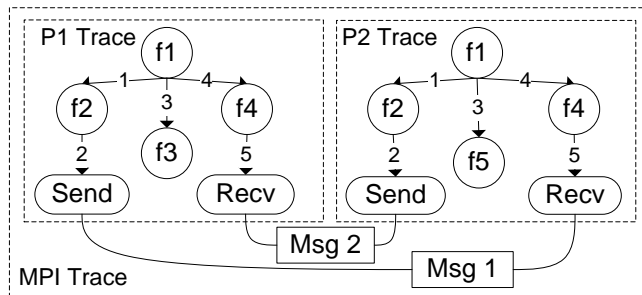 P1 Trace
f1
1
4
f2
3
f4
2
f3
5
Send
Recv
P2 Trace
f1
1
4
f2
3
f4
2
f5
5
Send
Recv
Msg 2
Msg 1
MPI Trace